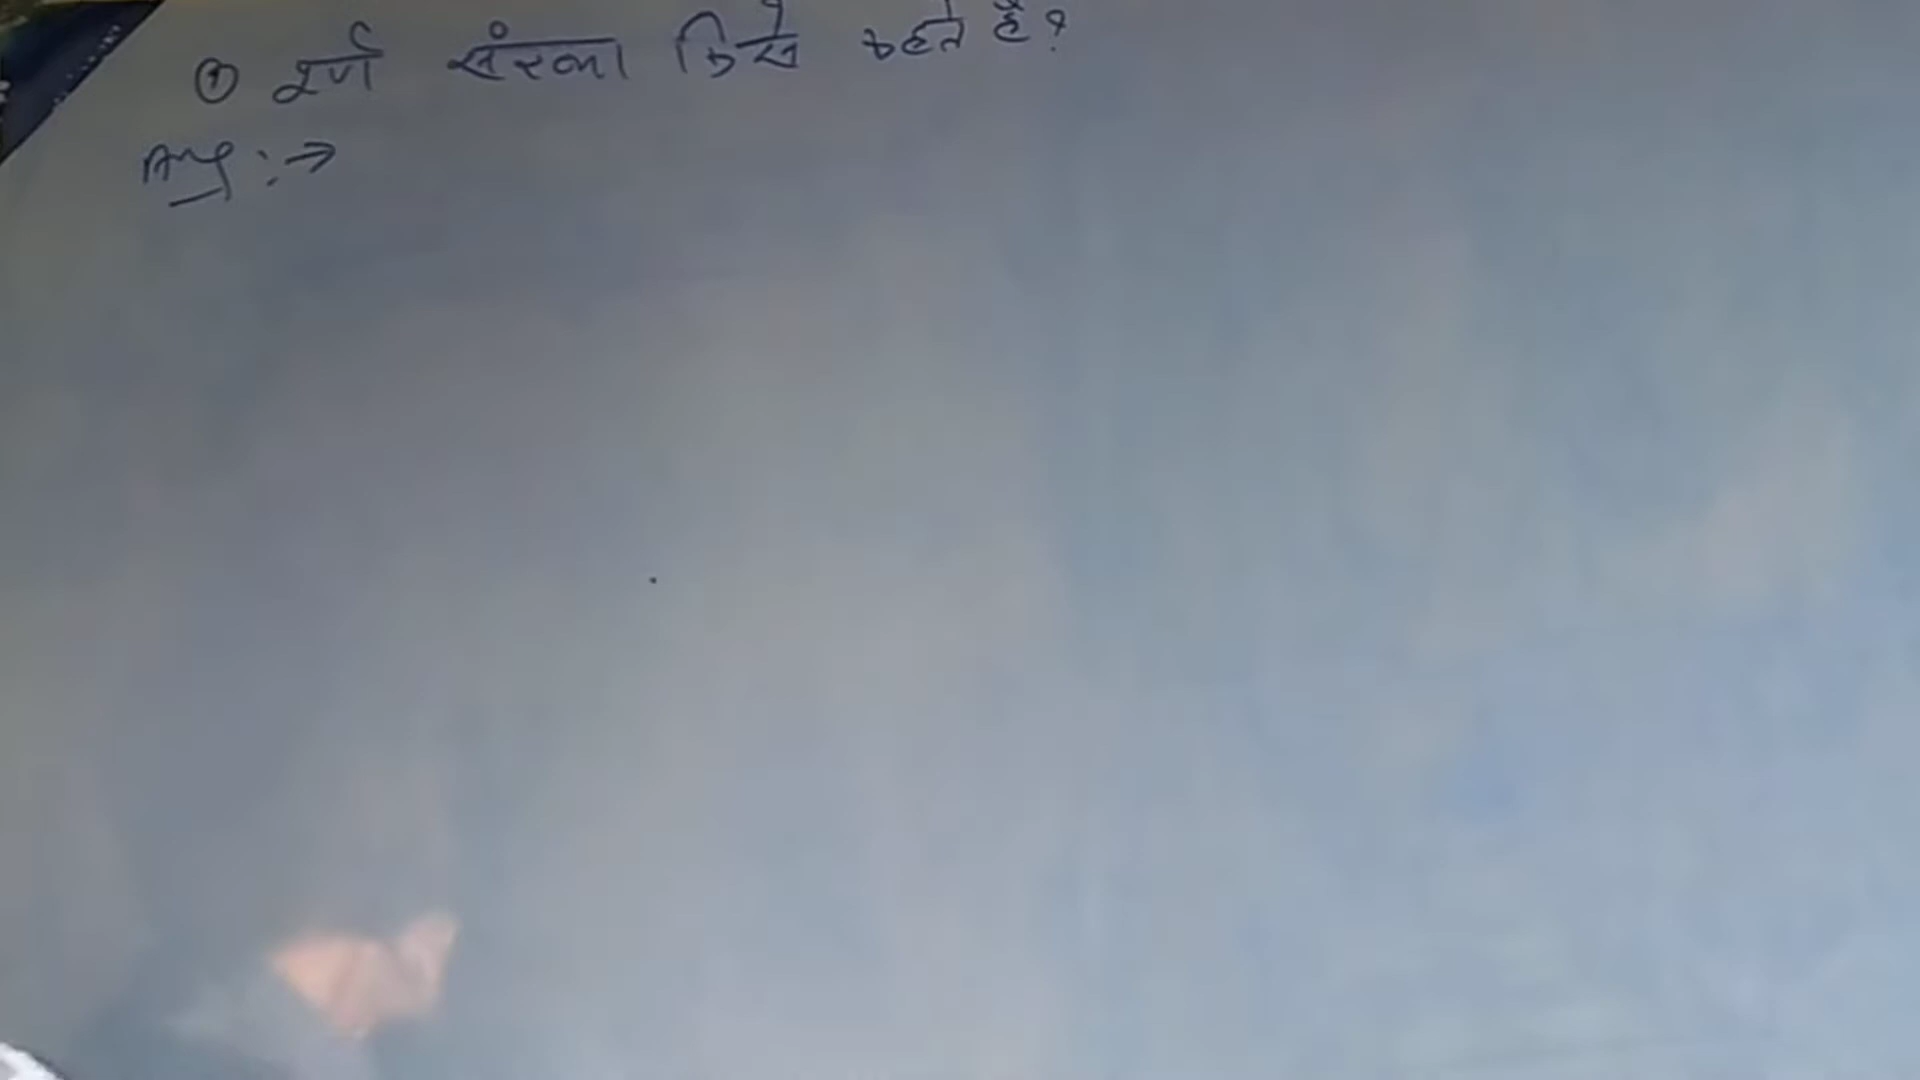 ① पूर्ण संख्या किसे कहते हैं?
Ans :→